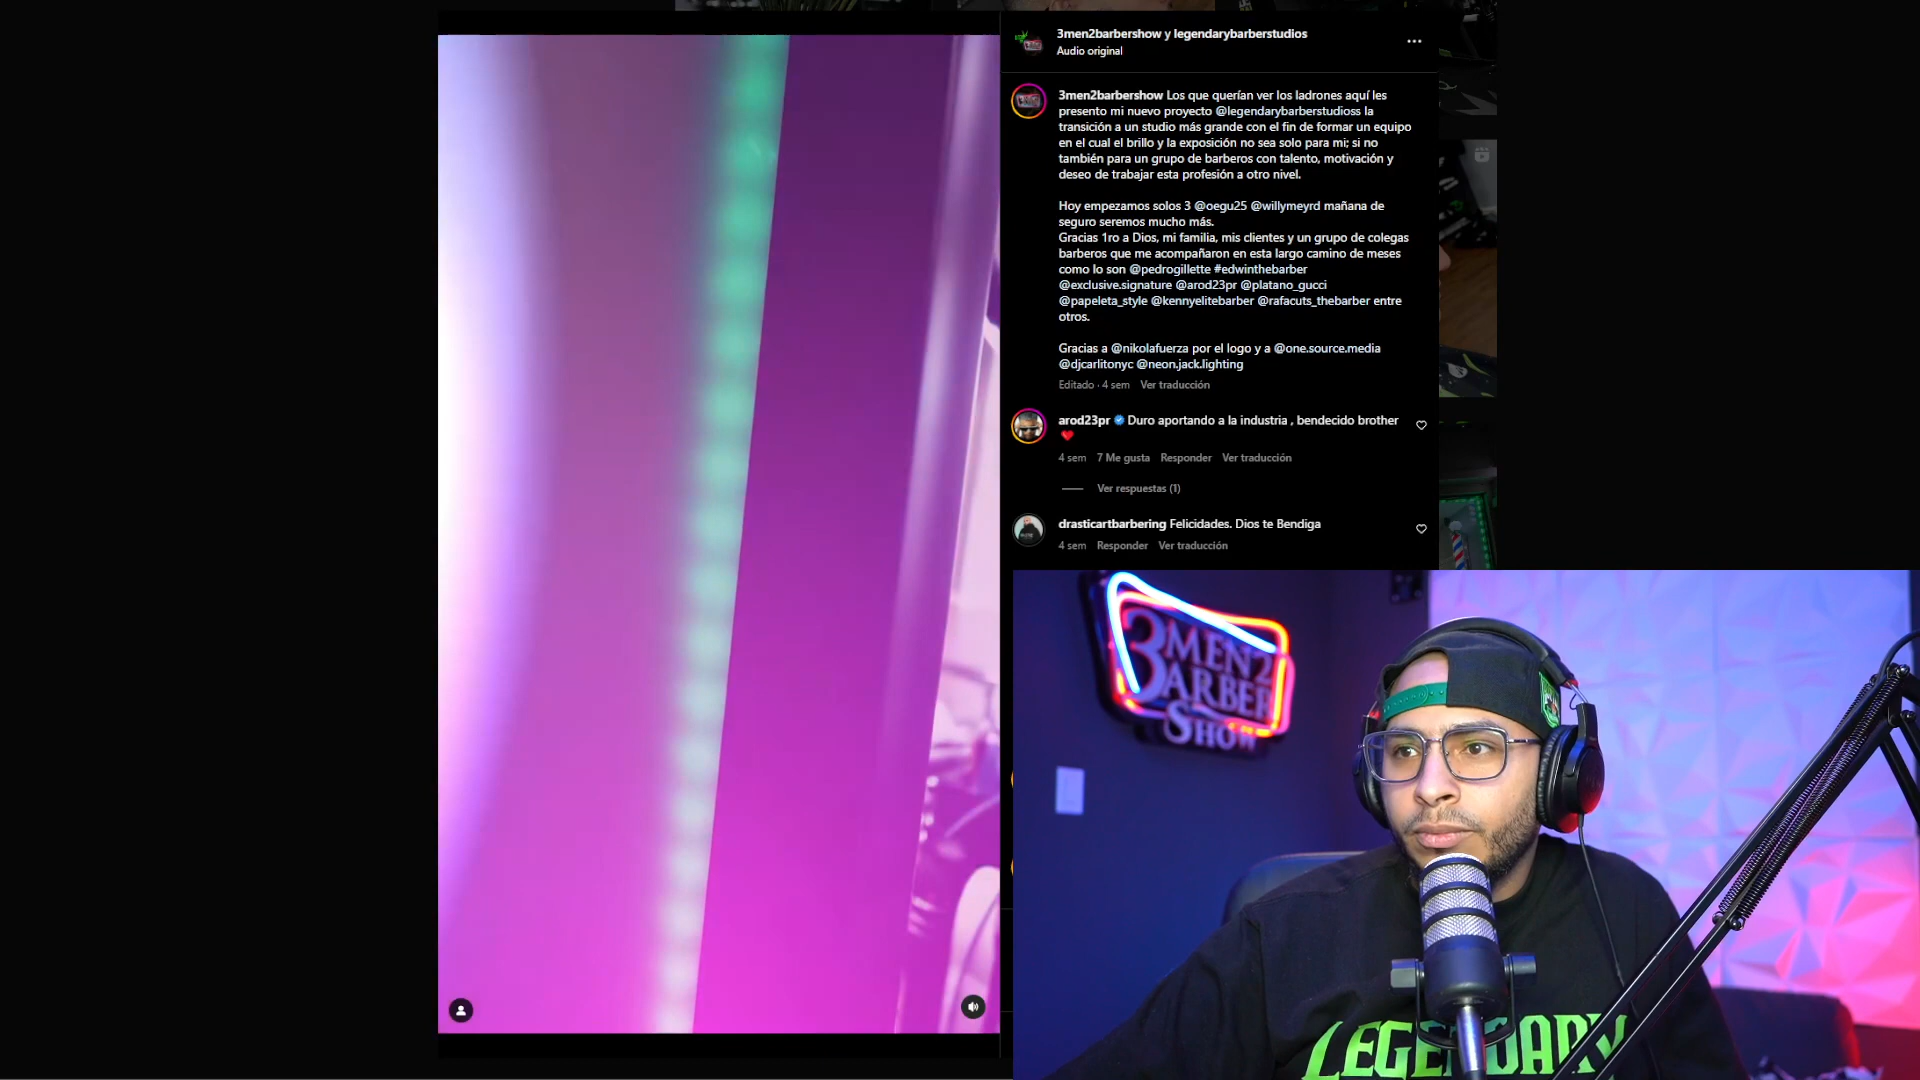 3men2barbershow y legendarybarberstudios
Audio original
3men2barbershow Los que querían ver los ladrones aquí les
presento mi nuevo proyecto @legendarybarberstudioss la
transición a un studio más grande con el fin de formar un equipo
en el cual el brillo y la exposición no sea solo para mi; si no
también para un grupo de barberos con talento, motivación y
deseo de trabajar esta profesión a otro nivel.
Hoy empezamos solos 3 @oegu25 @willymeyrd mañana de
seguro seremos mucho más.
Gracias 1ro a Dios, mi familia, mis clientes y un grupo de colegas
barberos que me acompañaron en esta largo camino de meses
como lo son @pedrogillette #edwinthebarber
@exclusive.signature @arod23pr @platano_gucci
@papeleta_style @kennyelitebarber @rafacuts_thebarber entre
otros.
Gracias a @nikolafuerza por el logo y a @one.source.media
@djcarlitonyc @neon.jack.lighting
Editado · 4 sem Ver traducción
arod23pr Duro aportando a la industria , bendecido brother
❤️
4 sem 7 Me gusta Responder Ver traducción
Ver respuestas (1)
drasticartbarbering Felicidades. Dios te Bendiga
4 sem Responder Ver traducción
3MEN2
BARBER
SHOW
LEGENDARY